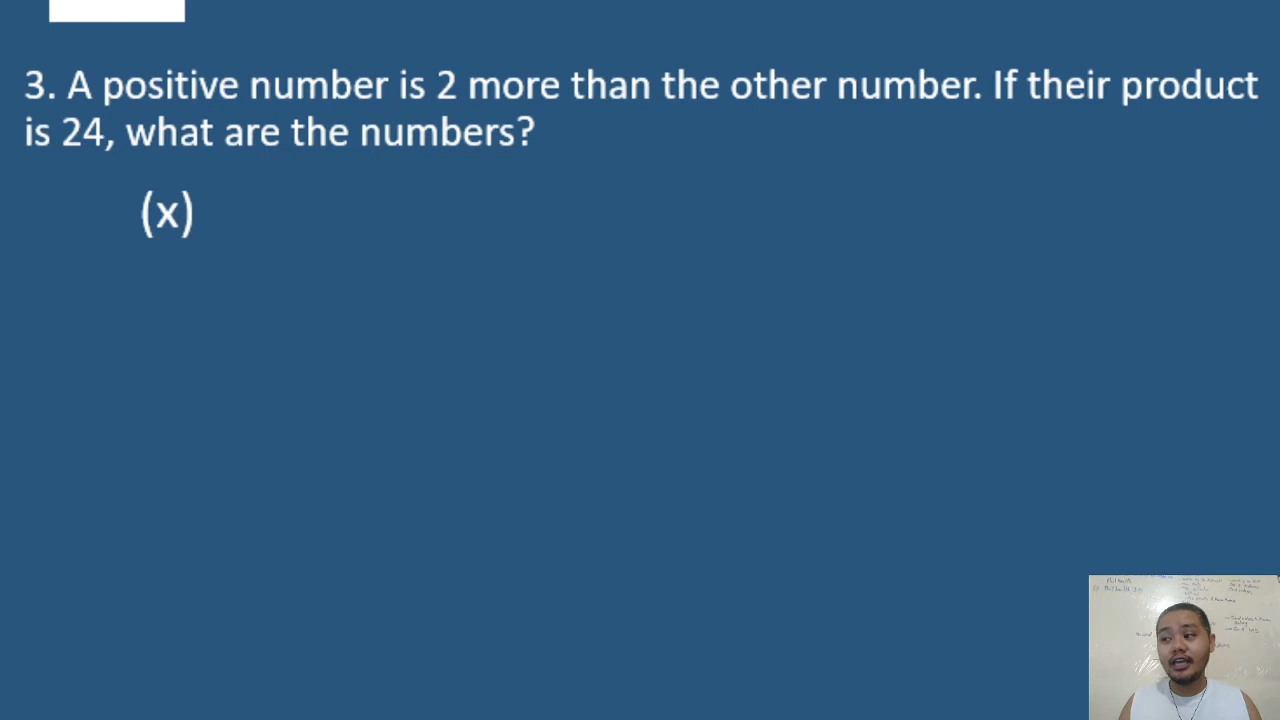 3. A positive number is 2 more than the other number. If their product
is 24, what are the numbers?
(x)